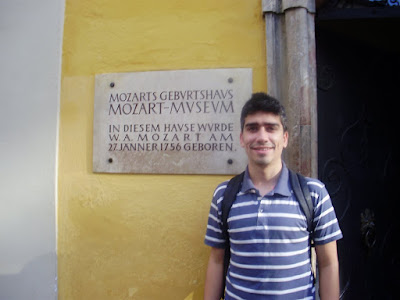 MOZARTS GEBVRTSHAVS
MOZART-MVSEVM
IN DIESEM HAVSE WVRDE
W. A. MOZART AM
27. JÄNNER 1756 GEBOREN.